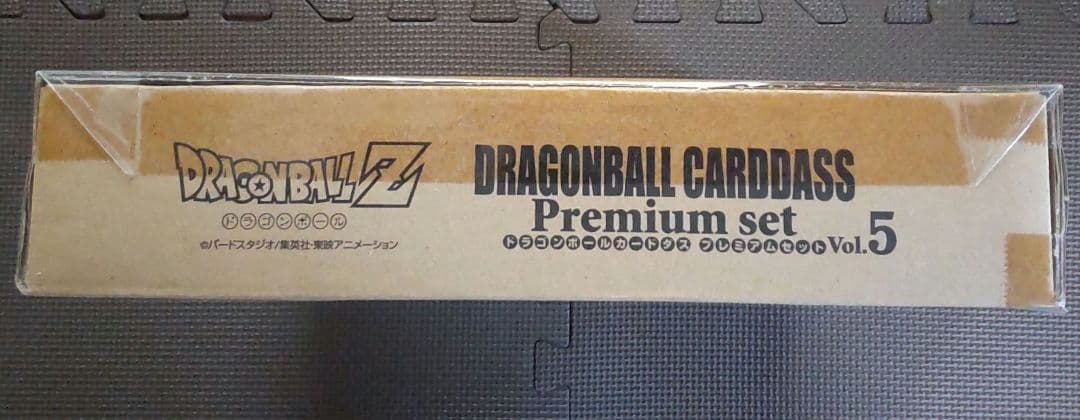 DRAGONBALL Z
ドラゴンボール
©バードスタジオ/集英社・東映アニメーション
DRAGONBALL CARDDASS
Premium set
ドラゴンボールカードダス プレミアムセット Vol.5